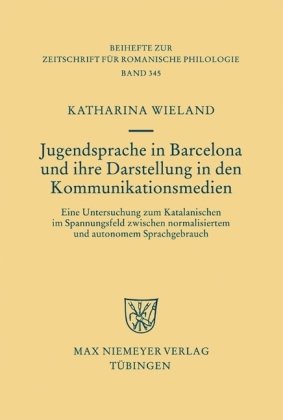 BEIHEFTE ZUR
ZEITSCHRIFT FÜR ROMANISCHE PHILOLOGIE
BAND 345
KATHARINA WIELAND
Jugendsprache in Barcelona
und ihre Darstellung in den
Kommunikationsmedien
Eine Untersuchung zum Katalanischen
im Spannungsfeld zwischen normalisiertem
und autonomem Sprachgebrauch
MAX NIEMEYER VERLAG
TÜBINGEN